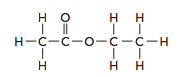 H O H H
H—C—C—O—C—C—H
H H H